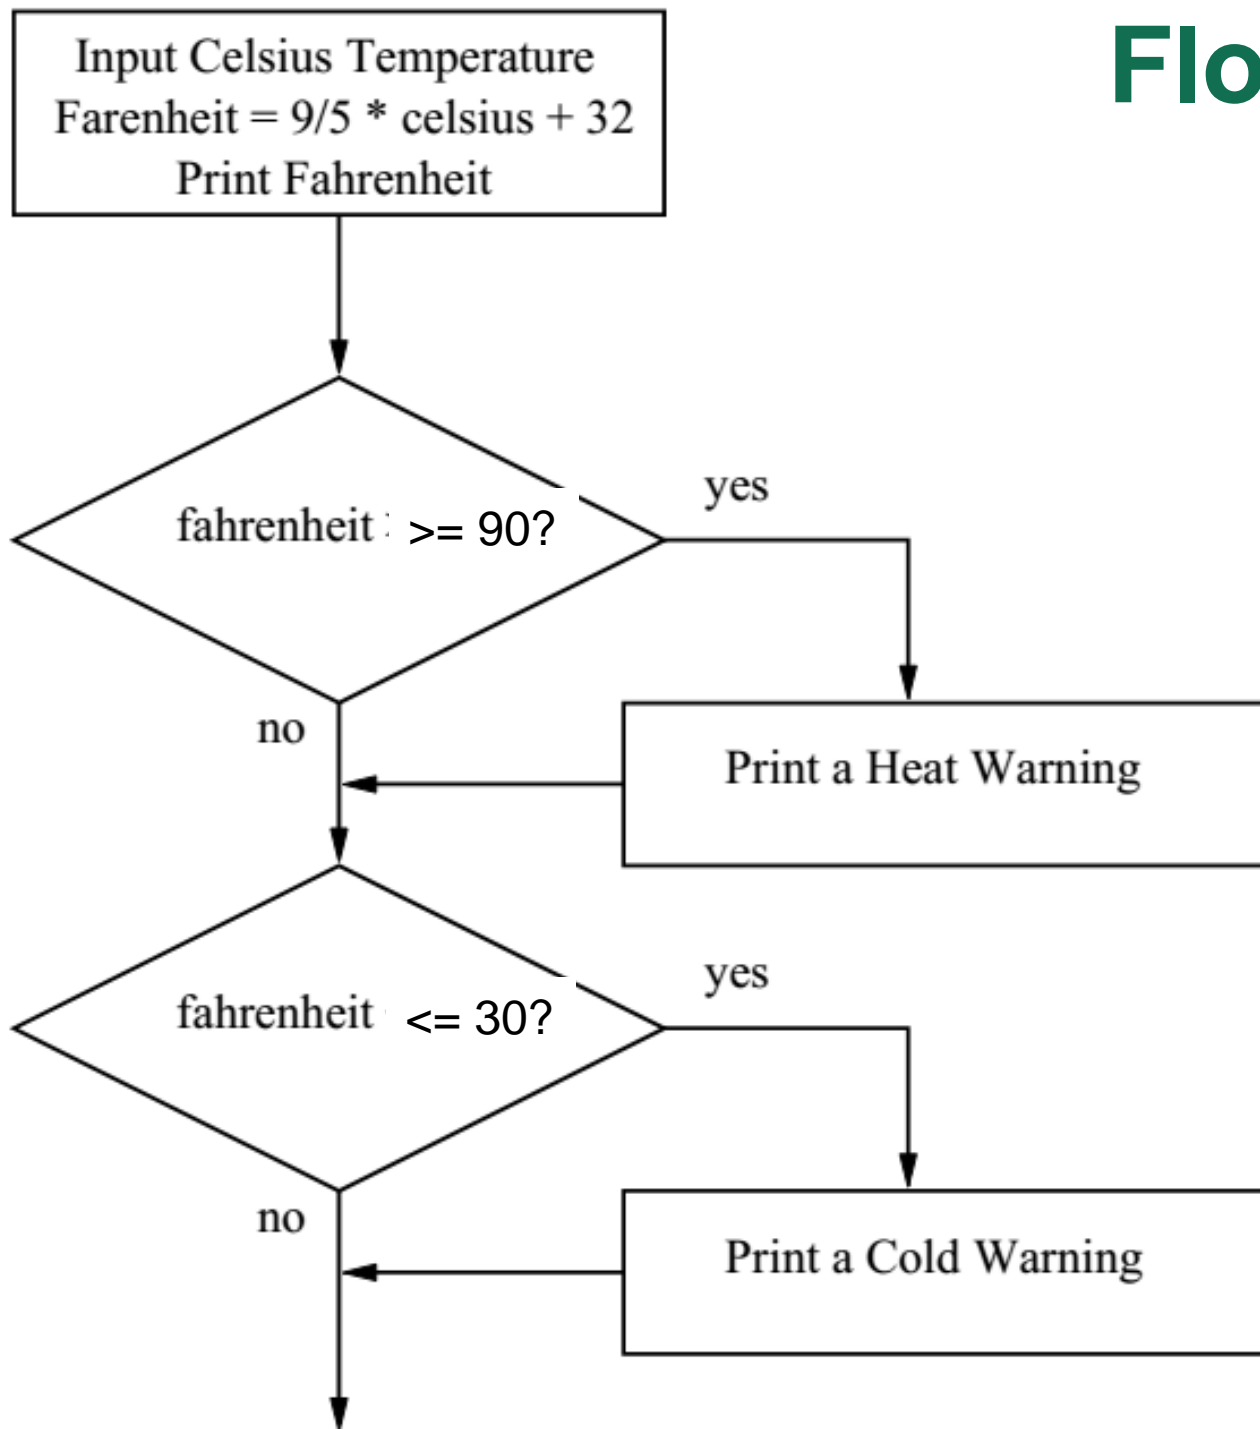 Flo
Input Celsius Temperature
Farenheit = 9/5 * celsius + 32
Print Fahrenheit
fahrenheit >= 90?
yes
no
Print a Heat Warning
fahrenheit <= 30?
yes
no
Print a Cold Warning